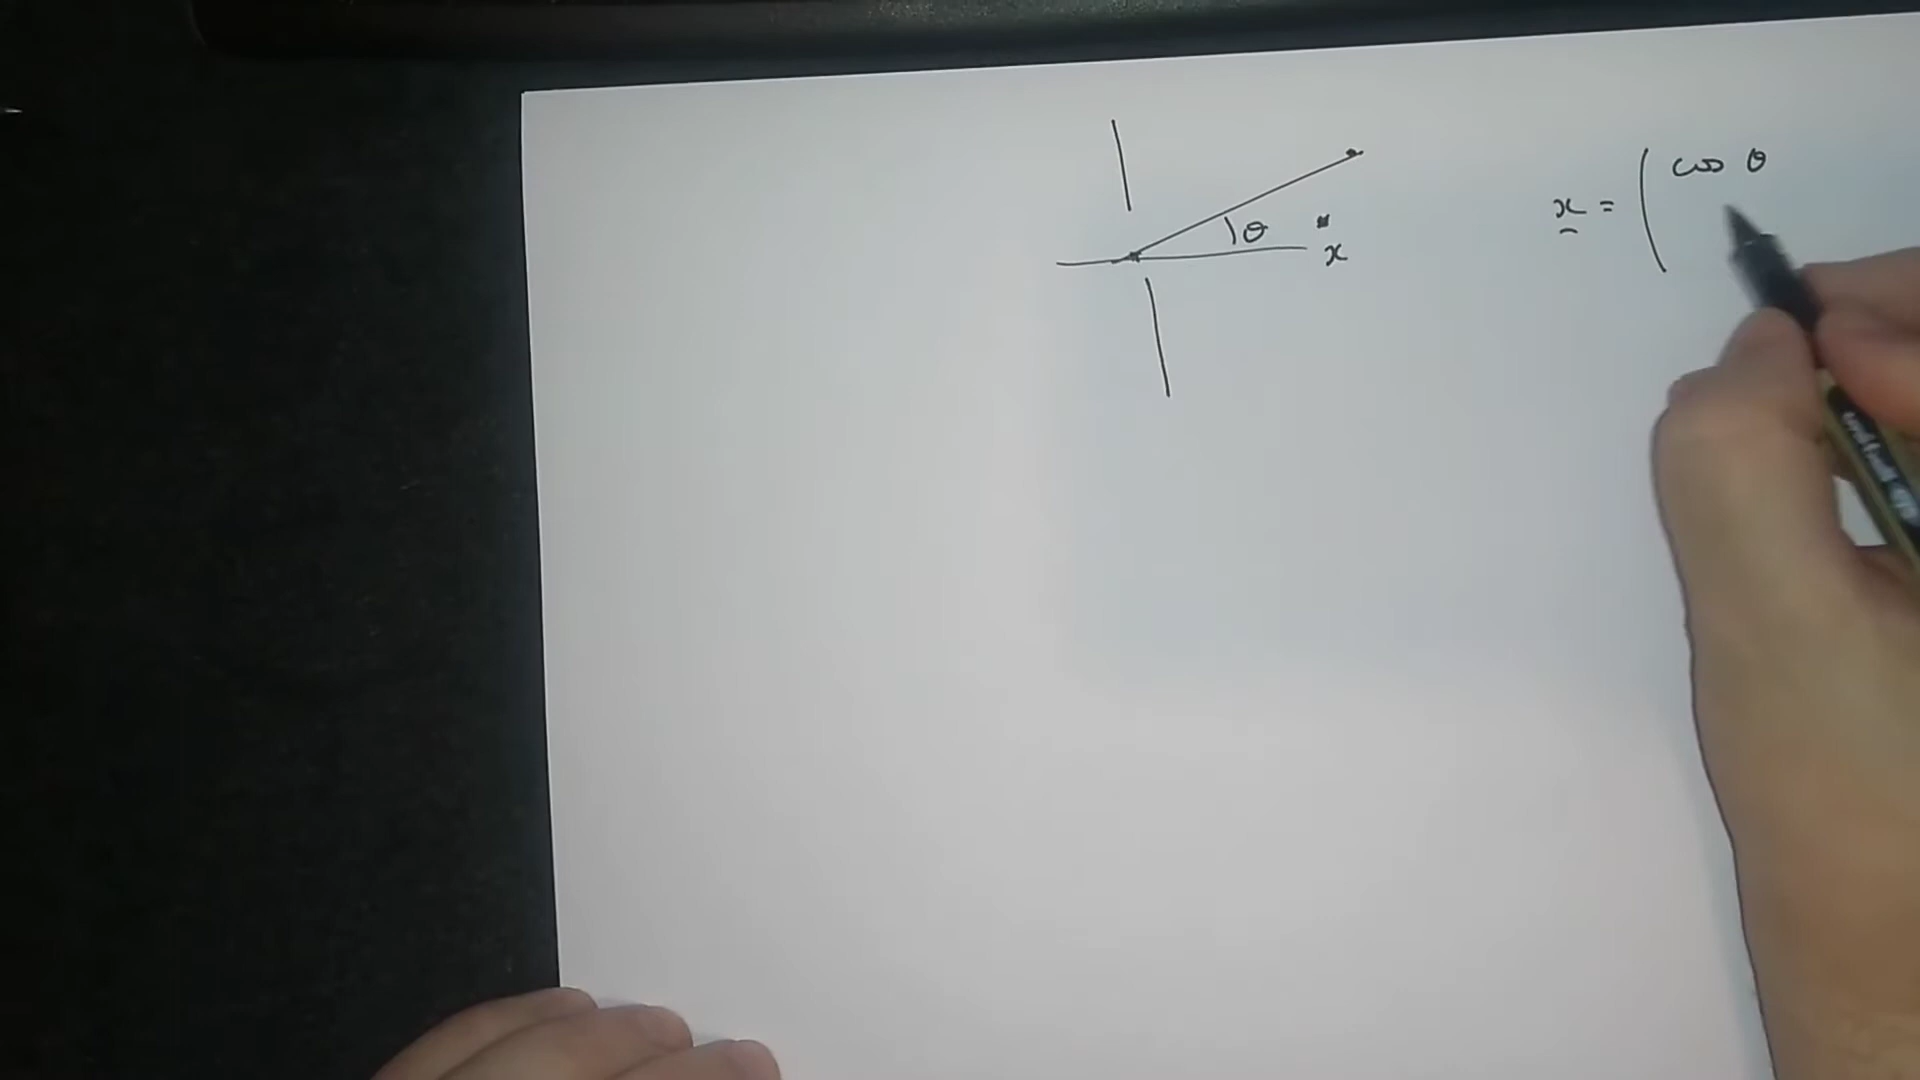 θ
x
x = ( cos θ